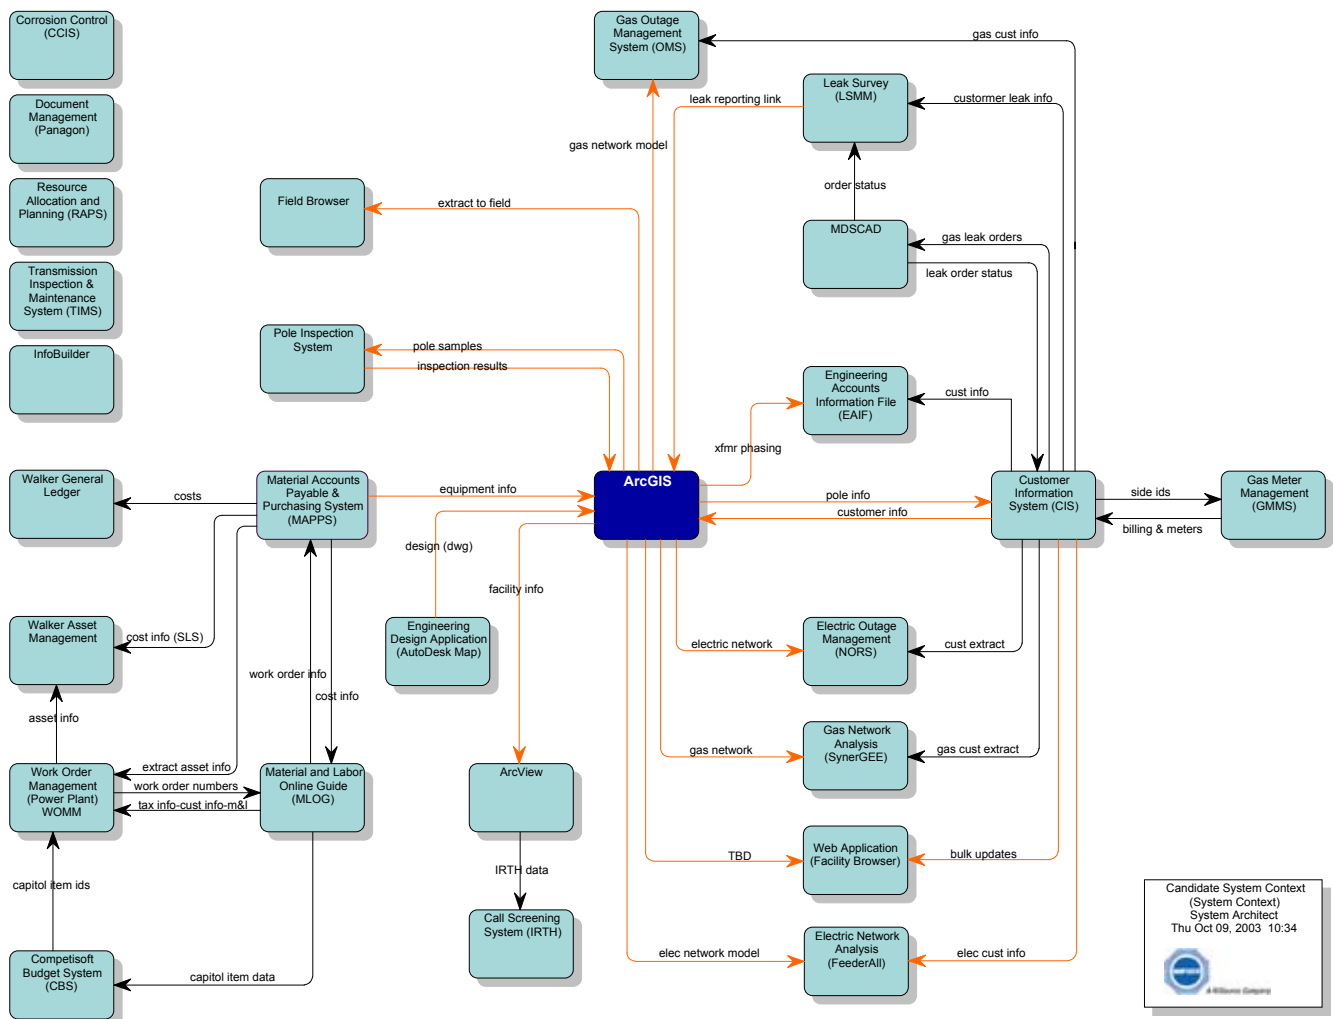 Corrosion Control
(CCIS)
Document
Management
(Panagon)
Resource
Allocation and
Planning (RAPS)
Transmission
Inspection &
Maintenance
System (TIMS)
InfoBuilder
Gas Outage
Management
System (OMS)
gas cust info
Leak Survey
(LSMM)
leak reporting link
custormer leak info
gas network model
order status
Field Browser
extract to field
MDSCAD
gas leak orders
leak order status
Pole Inspection
System
pole samples
inspection results
Engineering
Accounts
Information File
(EAIF)
cust info
xfmr phasing
Walker General
Ledger
costs
Material Accounts
Payable &
Purchasing System
(MAPPS)
equipment info
ArcGIS
pole info
customer info
Customer
Information
System (CIS)
side ids
billing & meters
Gas Meter
Management
(GMMS)
design (dwg)
facility info
Walker Asset
Management
cost info (SLS)
work order info
cost info
Engineering
Design Application
(AutoDesk Map)
electric network
Electric Outage
Management
(NORS)
cust extract
asset info
Work Order
Management
(Power Plant)
WOMM
extract asset info
work order numbers
tax info-cust info-m&l
Material and Labor
Online Guide
(MLOG)
ArcView
gas network
Gas Network
Analysis
(SynerGEE)
gas cust extract
TBD
Web Application
(Facility Browser)
bulk updates
capitol item ids
IRTH data
Call Screening
System (IRTH)
Competisoft
Budget System
(CBS)
capitol item data
elec network model
Electric Network
Analysis
(FeederAll)
elec cust info
Candidate System Context
(System Context)
System Architect
Thu Oct 09, 2003  10:34
A NiSource Company